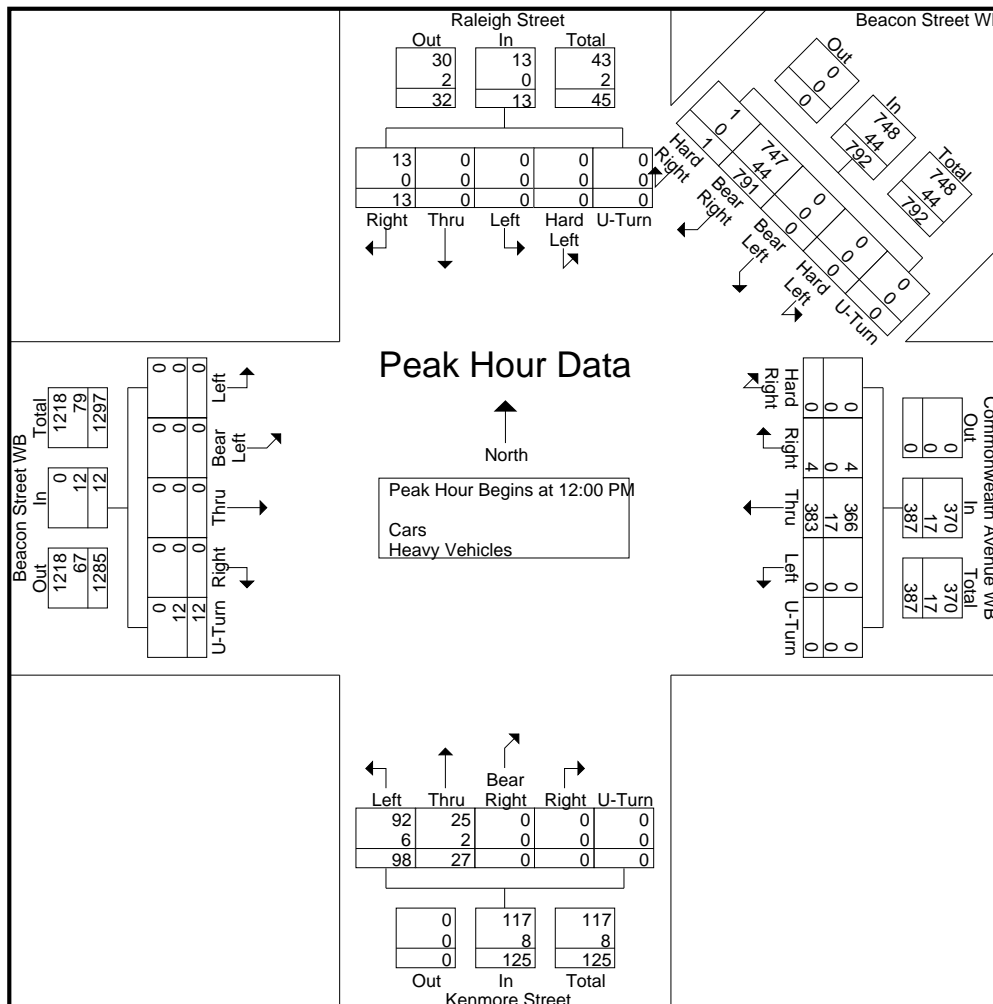 Raleigh Street
Out In Total
30 13 43
2 0 2
32 13 45
13 0 0 0 0
0 0 0 0 0
13 0 0 0 0
Right Thru Left Hard Left U-Turn
Beacon Street WB
Out In Total
0 748 748
0 44 44
0 792 792
1 747 0 0 0
0 44 0 0 0
1 791 0 0 0
Hard Right Bear Right Bear Left Hard Left U-Turn
Peak Hour Data
North
Peak Hour Begins at 12:00 PM
Cars
Heavy Vehicles
Beacon Street WB
Out In Total
1218 0 1218
67 12 79
1285 12 1297
0 0 0 0 0
0 0 0 0 12
0 0 0 0 12
Left Bear Left Thru Right U-Turn
Commonwealth Avenue WB
Out In Total
0 370 370
0 17 17
0 387 387
0 4 366 0 0
0 0 17 0 0
0 4 383 0 0
Hard Right Right Thru Left U-Turn
Left Thru Bear Right Right U-Turn
92 25 0 0 0
6 2 0 0 0
98 27 0 0 0
0 117 117
0 8 8
0 125 125
Out In Total
Kenmore Street